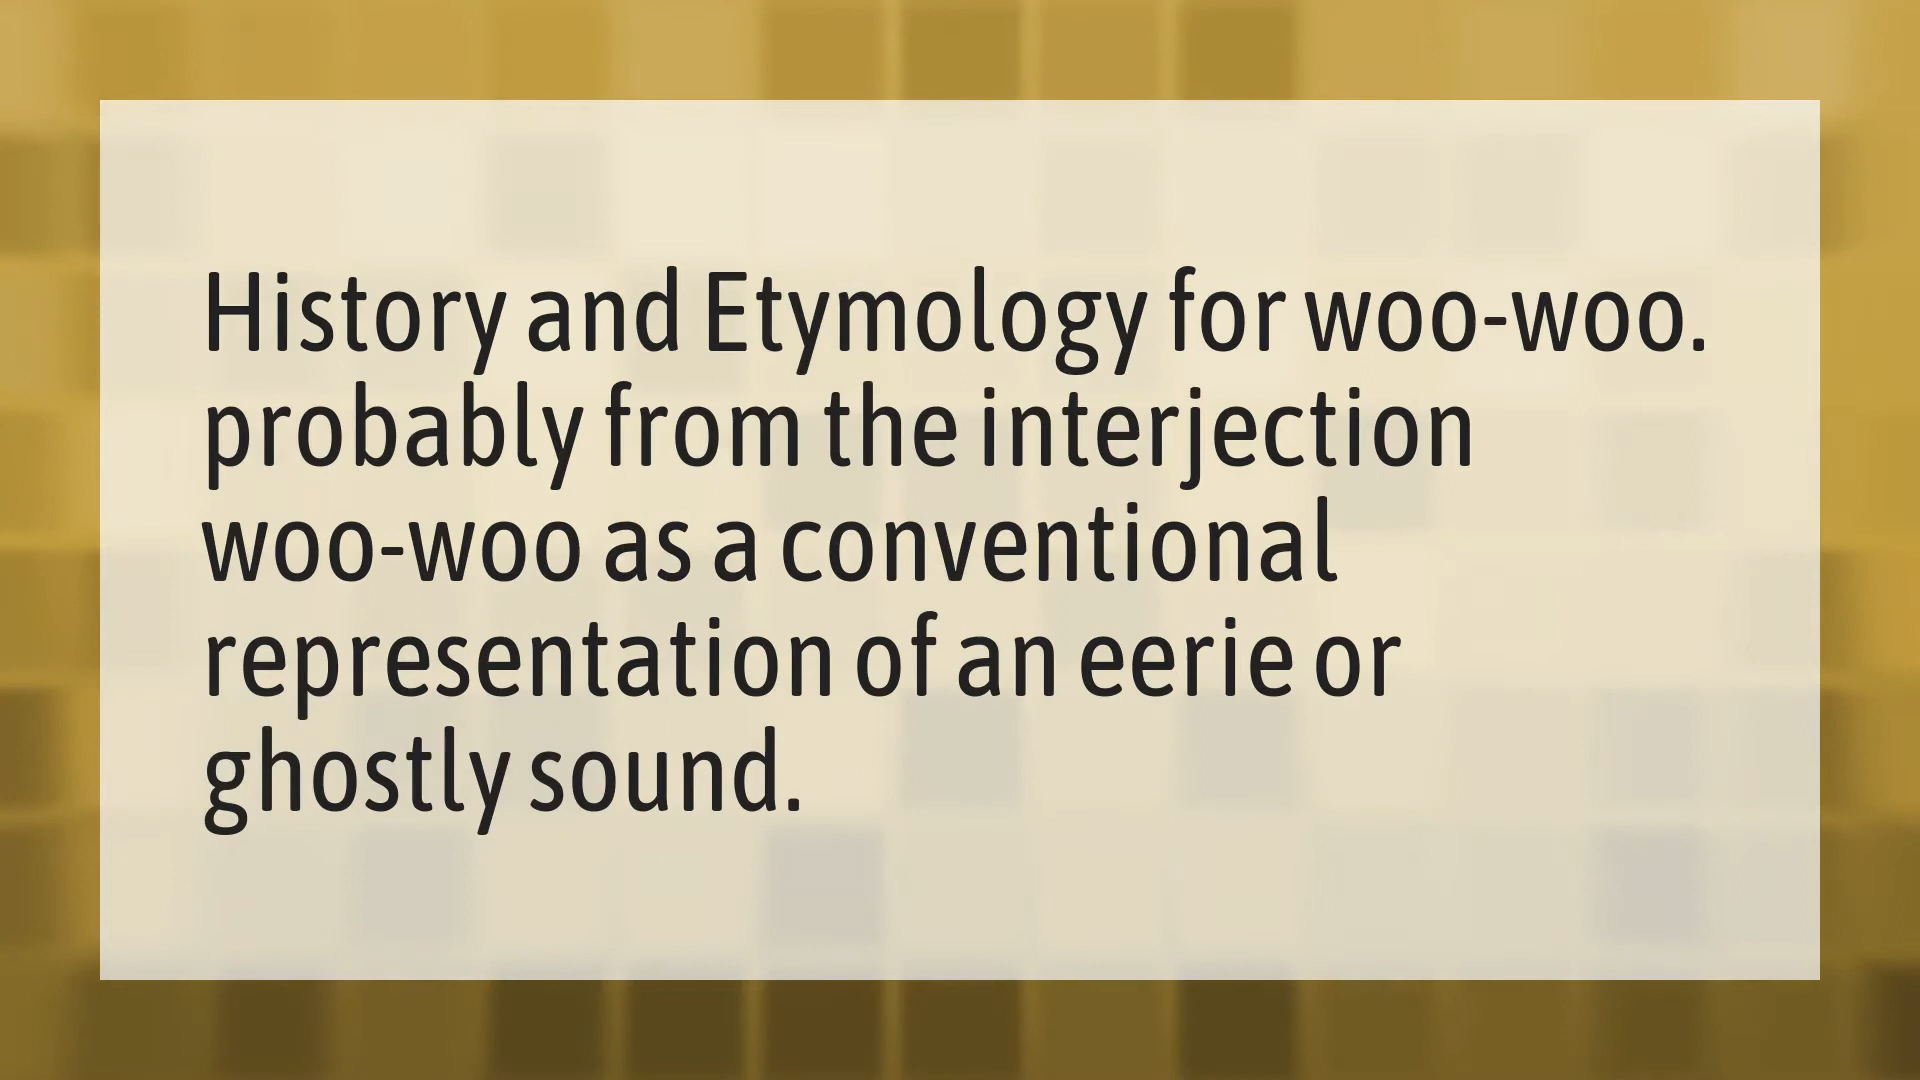 History and Etymology for woo-woo.
probably from the interjection
woo-woo as a conventional
representation of an eerie or
ghostly sound.